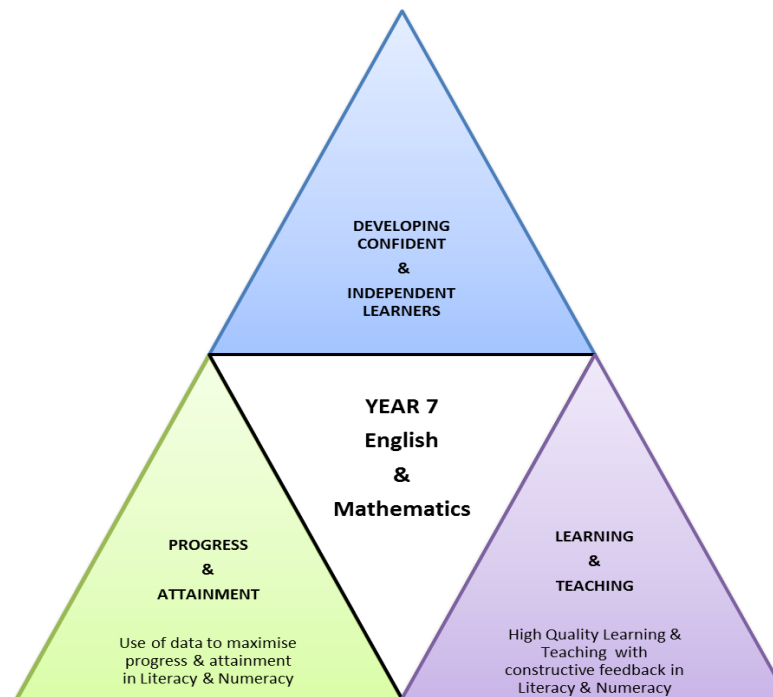 DEVELOPING
CONFIDENT
&
INDEPENDENT
LEARNERS
YEAR 7
English
&
Mathematics
PROGRESS
&
ATTAINMENT
Use of data to maximise
progress & attainment
in Literacy & Numeracy
LEARNING
&
TEACHING
High Quality Learning &
Teaching with
constructive feedback in
Literacy & Numeracy